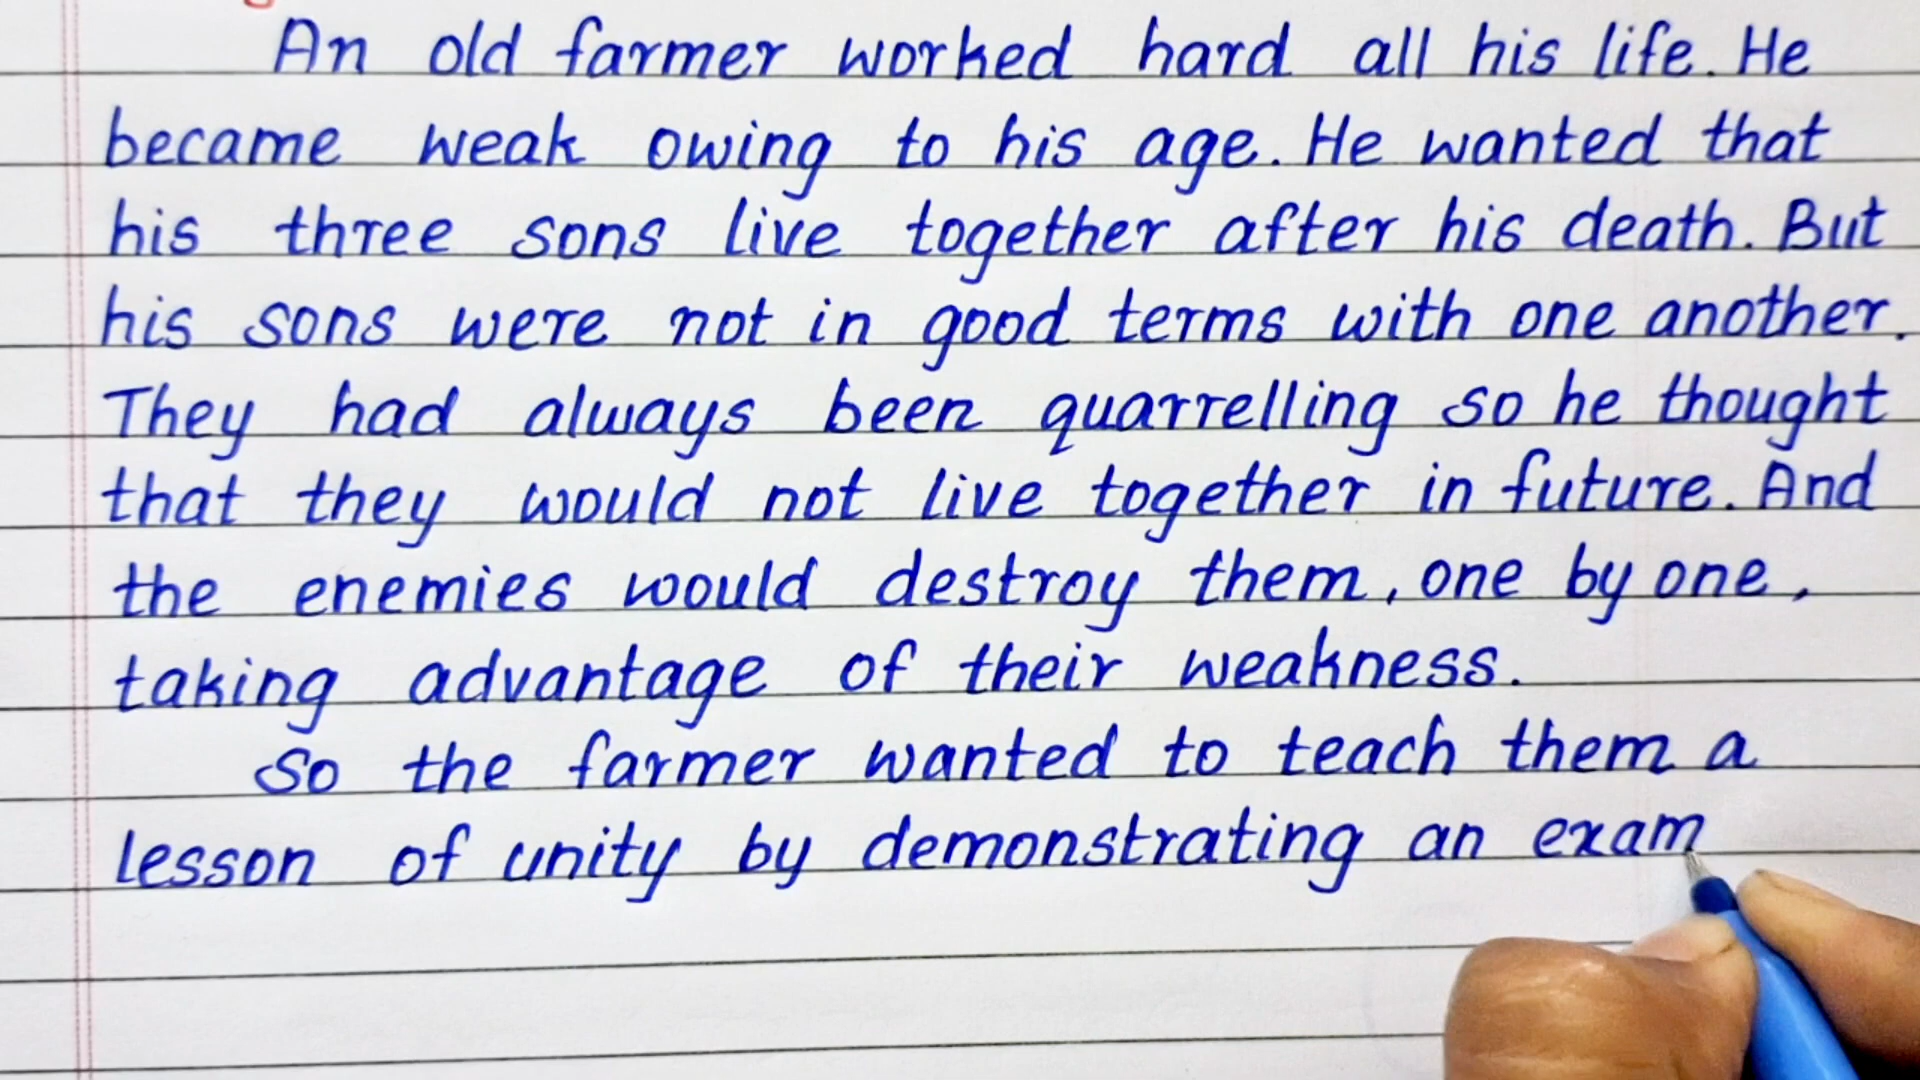 An old farmer worked hard all his life. He
became weak owing to his age. He wanted that
his three sons live together after his death. But
his sons were not in good terms with one another.
They had always been quarrelling so he thought
that they would not live together in future. And
the enemies would destroy them, one by one,
taking advantage of their weakness.
So the farmer wanted to teach them a
lesson of unity by demonstrating an exam